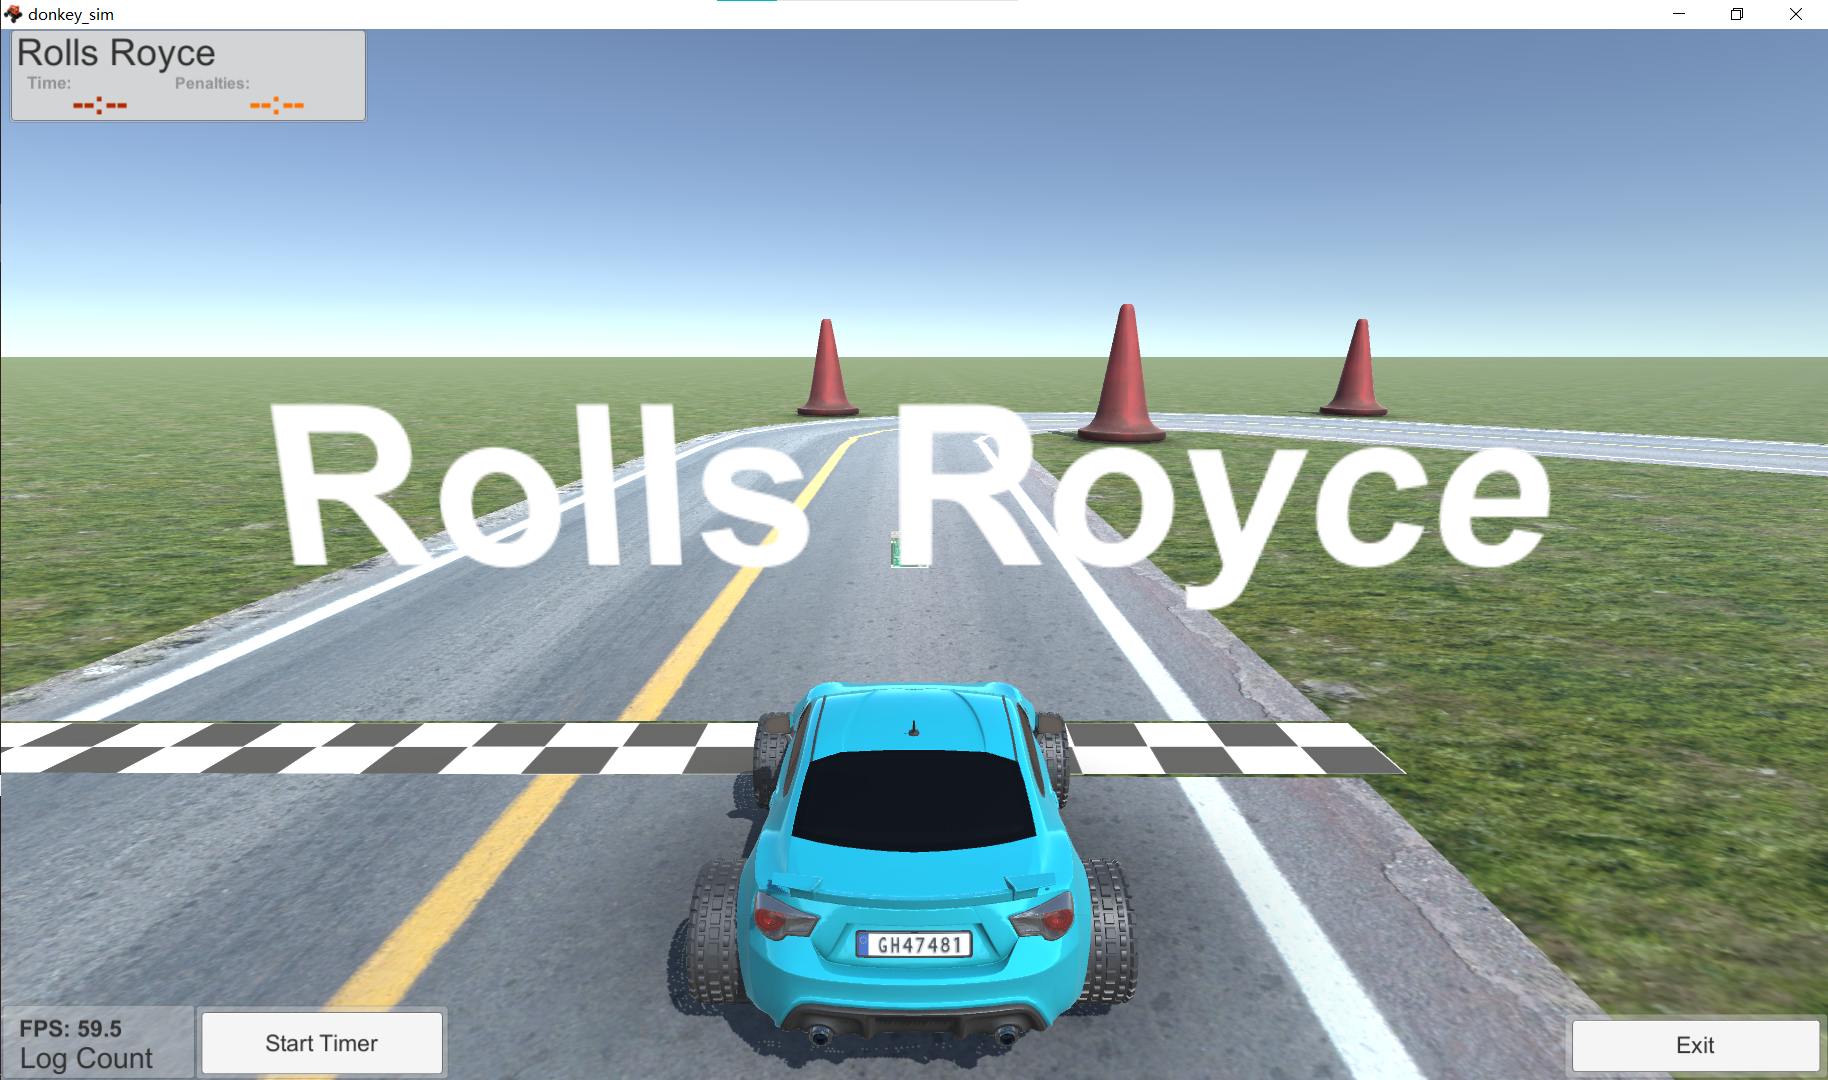 donkey_sim
Rolls Royce
Time: Penalties:
--:-- --:--
Rolls Royce
GH47481
FPS: 59.5
Log Count
Start Timer
Exit